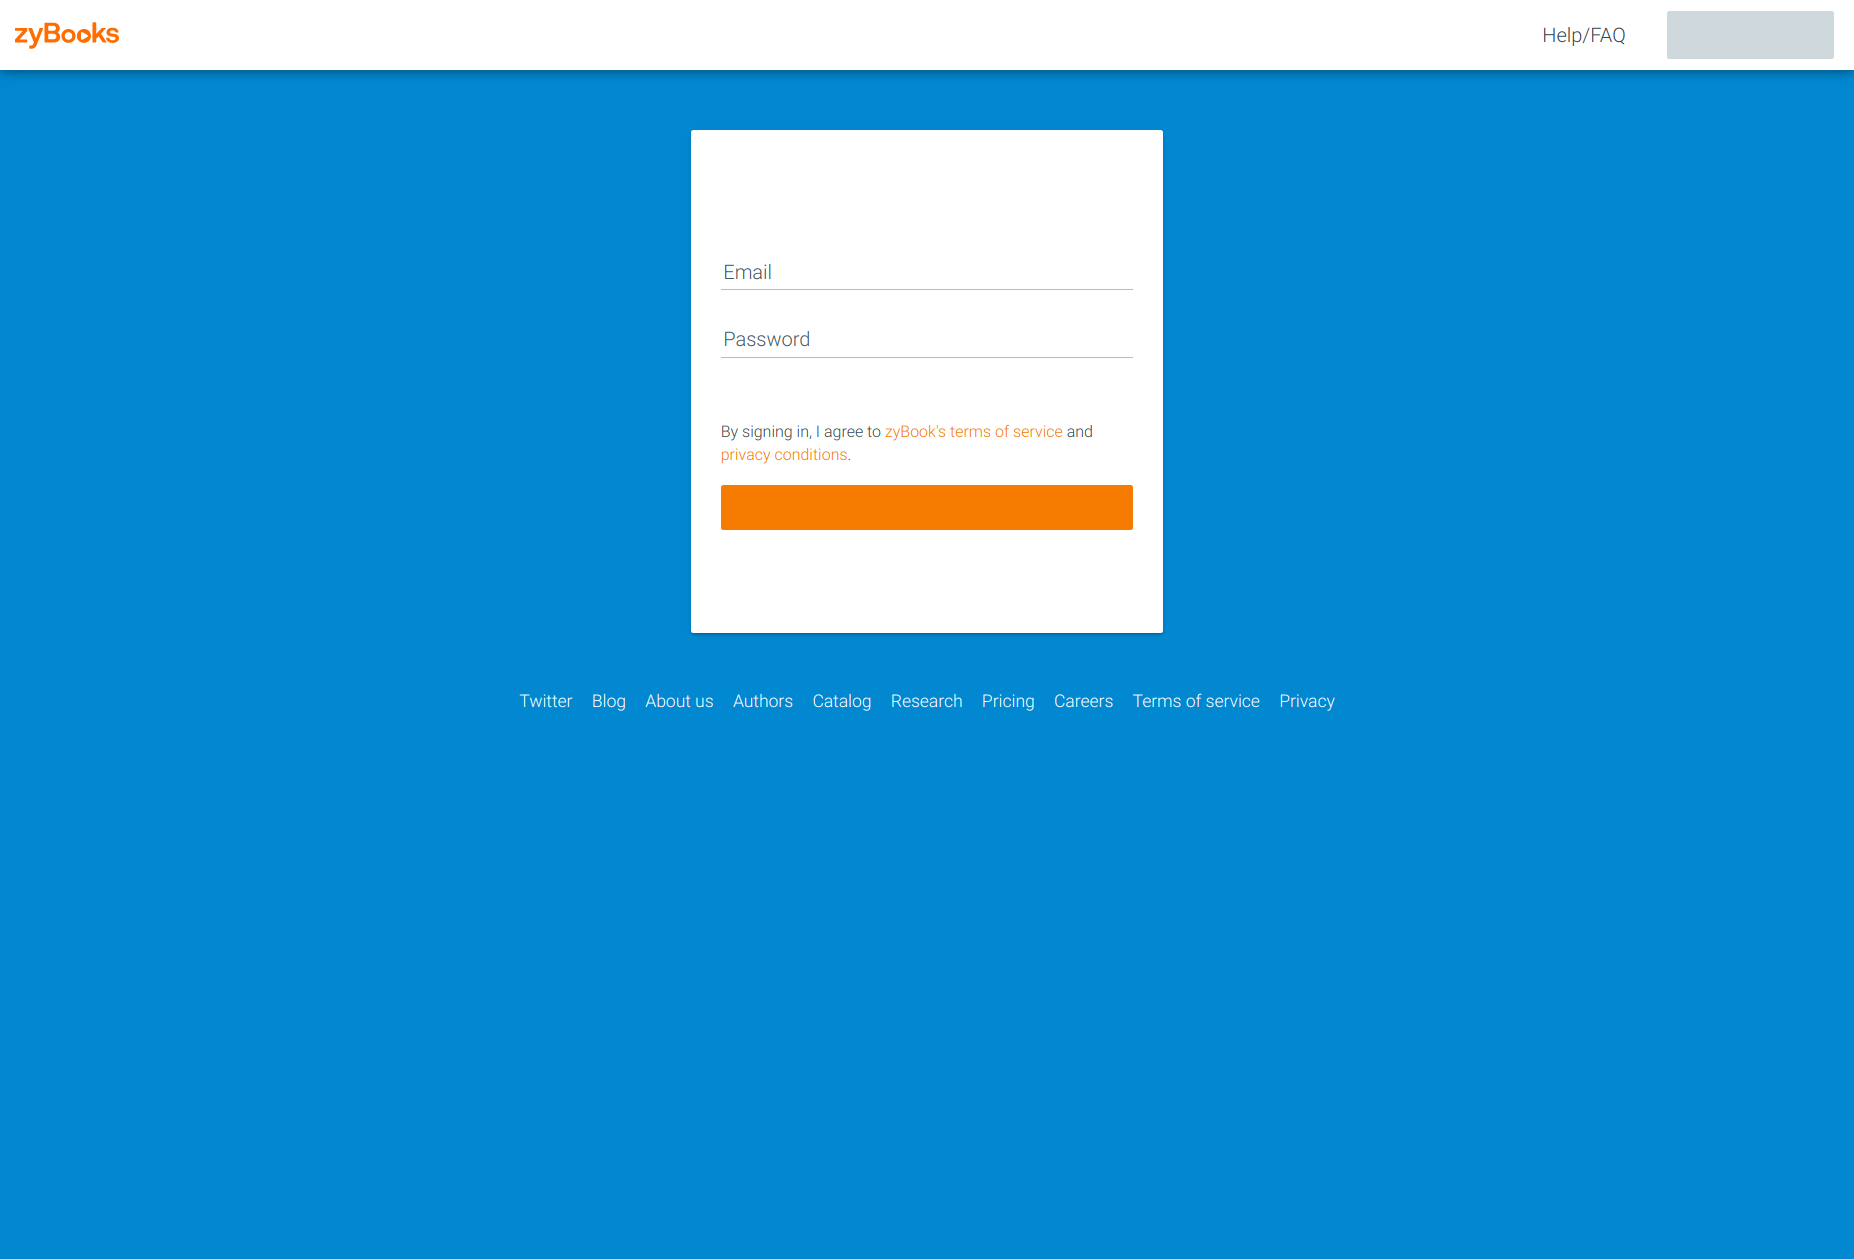 zyBooks
Help/FAQ
Email
Password
By signing in, I agree to zyBook's terms of service and
privacy conditions.
Twitter Blog About us Authors Catalog Research Pricing Careers Terms of service Privacy